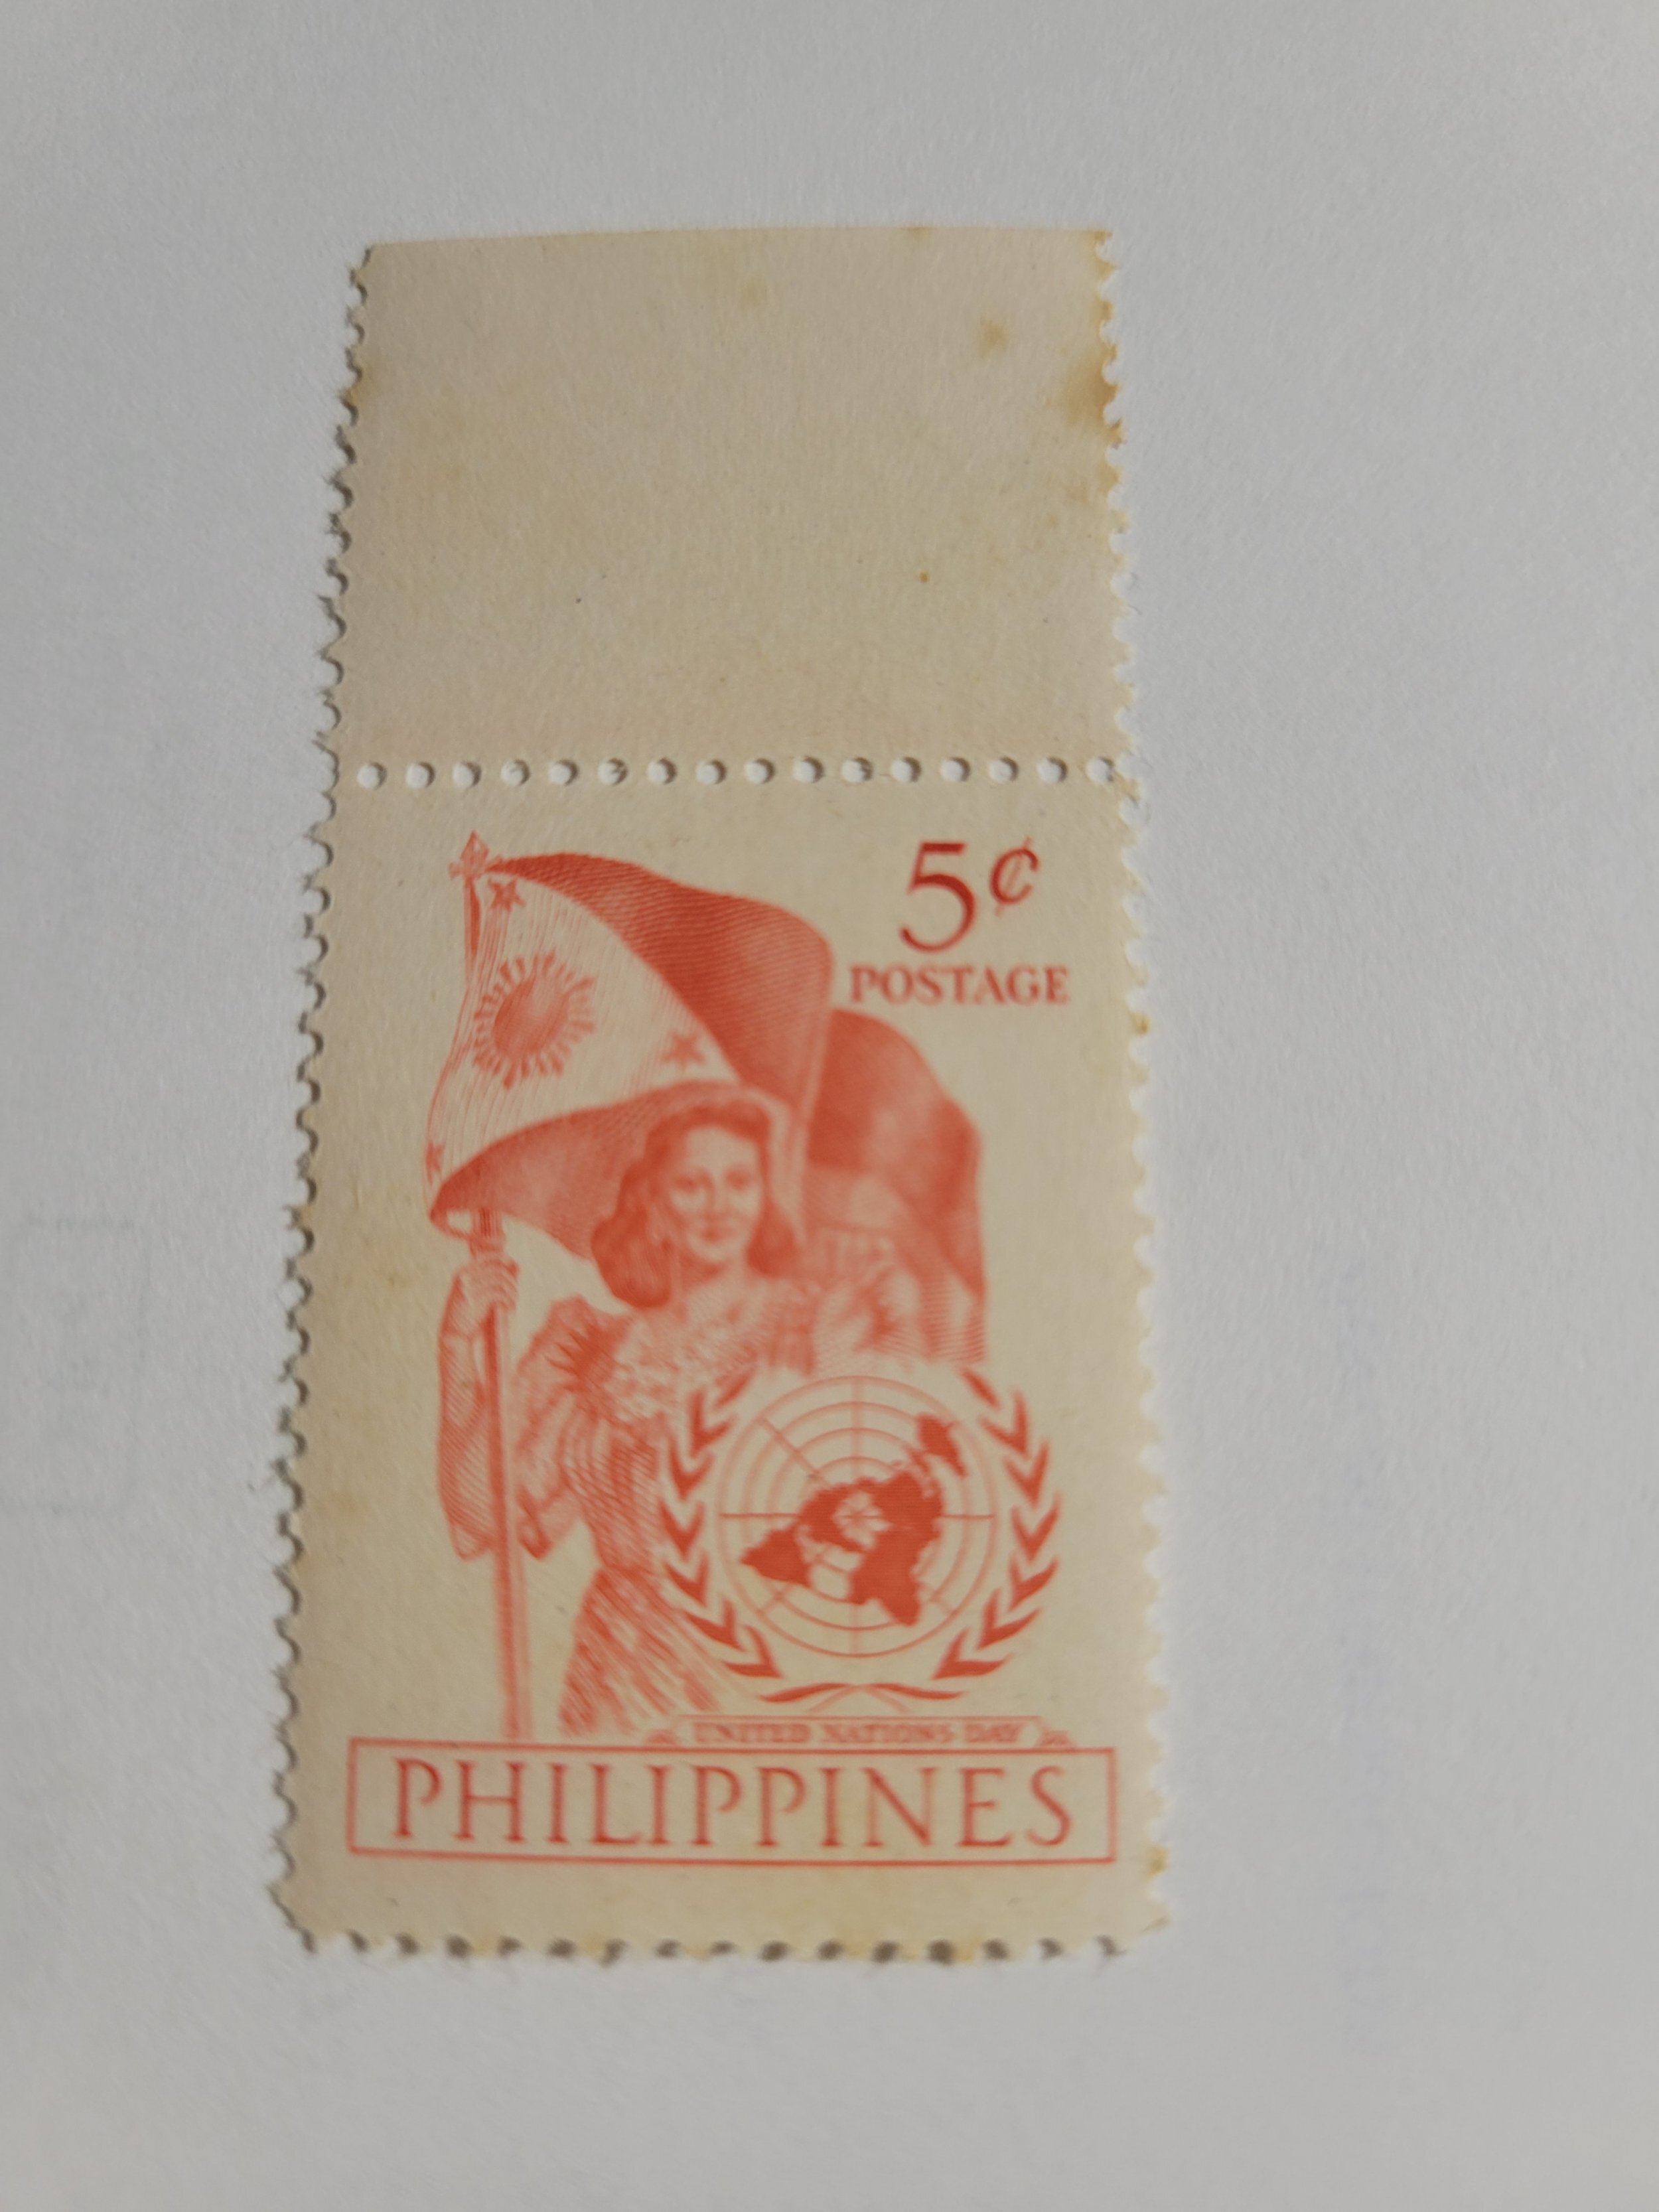 5¢
POSTAGE
UNITED NATIONS DAY
PHILIPPINES